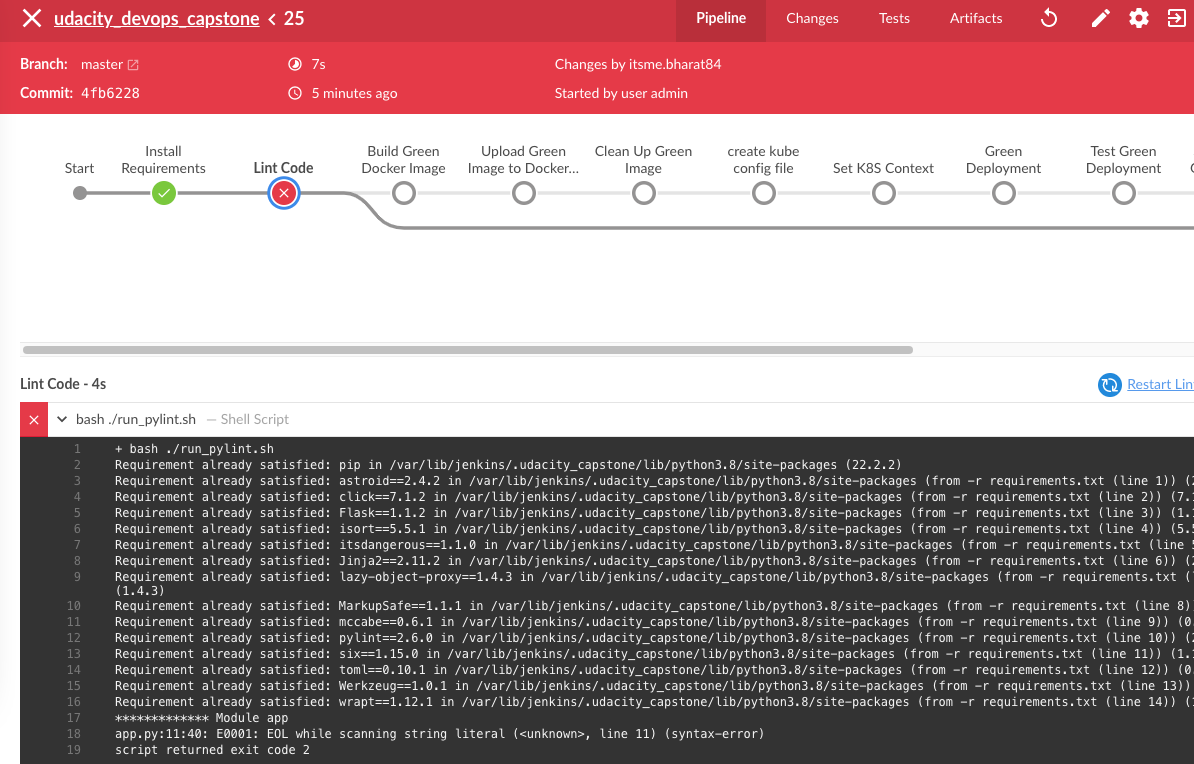 udacity_devops_capstone < 25
Pipeline Changes Tests Artifacts
Branch: master 7s Changes by itsme.bharat84
Commit: 4fb6228 5 minutes ago Started by user admin
Start Install Requirements Lint Code Build Green Docker Image Upload Green Image to Docker... Clean Up Green Image create kube config file Set K8S Context Green Deployment Test Green Deployment
Lint Code - 4s
Restart Lin
bash ./run_pylint.sh — Shell Script
1 + bash ./run_pylint.sh
2 Requirement already satisfied: pip in /var/lib/jenkins/.udacity_capstone/lib/python3.8/site-packages (22.2.2)
3 Requirement already satisfied: astroid==2.4.2 in /var/lib/jenkins/.udacity_capstone/lib/python3.8/site-packages (from -r requirements.txt (line 1)) (2
4 Requirement already satisfied: click==7.1.2 in /var/lib/jenkins/.udacity_capstone/lib/python3.8/site-packages (from -r requirements.txt (line 2)) (7.
5 Requirement already satisfied: Flask==1.1.2 in /var/lib/jenkins/.udacity_capstone/lib/python3.8/site-packages (from -r requirements.txt (line 3)) (1.
6 Requirement already satisfied: isort==5.5.1 in /var/lib/jenkins/.udacity_capstone/lib/python3.8/site-packages (from -r requirements.txt (line 4)) (5.
7 Requirement already satisfied: itsdangerous==1.1.0 in /var/lib/jenkins/.udacity_capstone/lib/python3.8/site-packages (from -r requirements.txt (line 5
8 Requirement already satisfied: Jinja2==2.11.2 in /var/lib/jenkins/.udacity_capstone/lib/python3.8/site-packages (from -r requirements.txt (line 6)) (2
9 Requirement already satisfied: lazy-object-proxy==1.4.3 in /var/lib/jenkins/.udacity_capstone/lib/python3.8/site-packages (from -r requirements.txt (
(1.4.3)
10 Requirement already satisfied: MarkupSafe==1.1.1 in /var/lib/jenkins/.udacity_capstone/lib/python3.8/site-packages (from -r requirements.txt (line 8)
11 Requirement already satisfied: mccabe==0.6.1 in /var/lib/jenkins/.udacity_capstone/lib/python3.8/site-packages (from -r requirements.txt (line 9)) (0.
12 Requirement already satisfied: pylint==2.6.0 in /var/lib/jenkins/.udacity_capstone/lib/python3.8/site-packages (from -r requirements.txt (line 10)) (2
13 Requirement already satisfied: six==1.15.0 in /var/lib/jenkins/.udacity_capstone/lib/python3.8/site-packages (from -r requirements.txt (line 11)) (1.
14 Requirement already satisfied: toml==0.10.1 in /var/lib/jenkins/.udacity_capstone/lib/python3.8/site-packages (from -r requirements.txt (line 12)) (0
15 Requirement already satisfied: Werkzeug==1.0.1 in /var/lib/jenkins/.udacity_capstone/lib/python3.8/site-packages (from -r requirements.txt (line 13))
16 Requirement already satisfied: wrapt==1.12.1 in /var/lib/jenkins/.udacity_capstone/lib/python3.8/site-packages (from -r requirements.txt (line 14)) (
17 ************* Module app
18 app.py:11:40: E0001: EOL while scanning string literal (<unknown>, line 11) (syntax-error)
19 script returned exit code 2